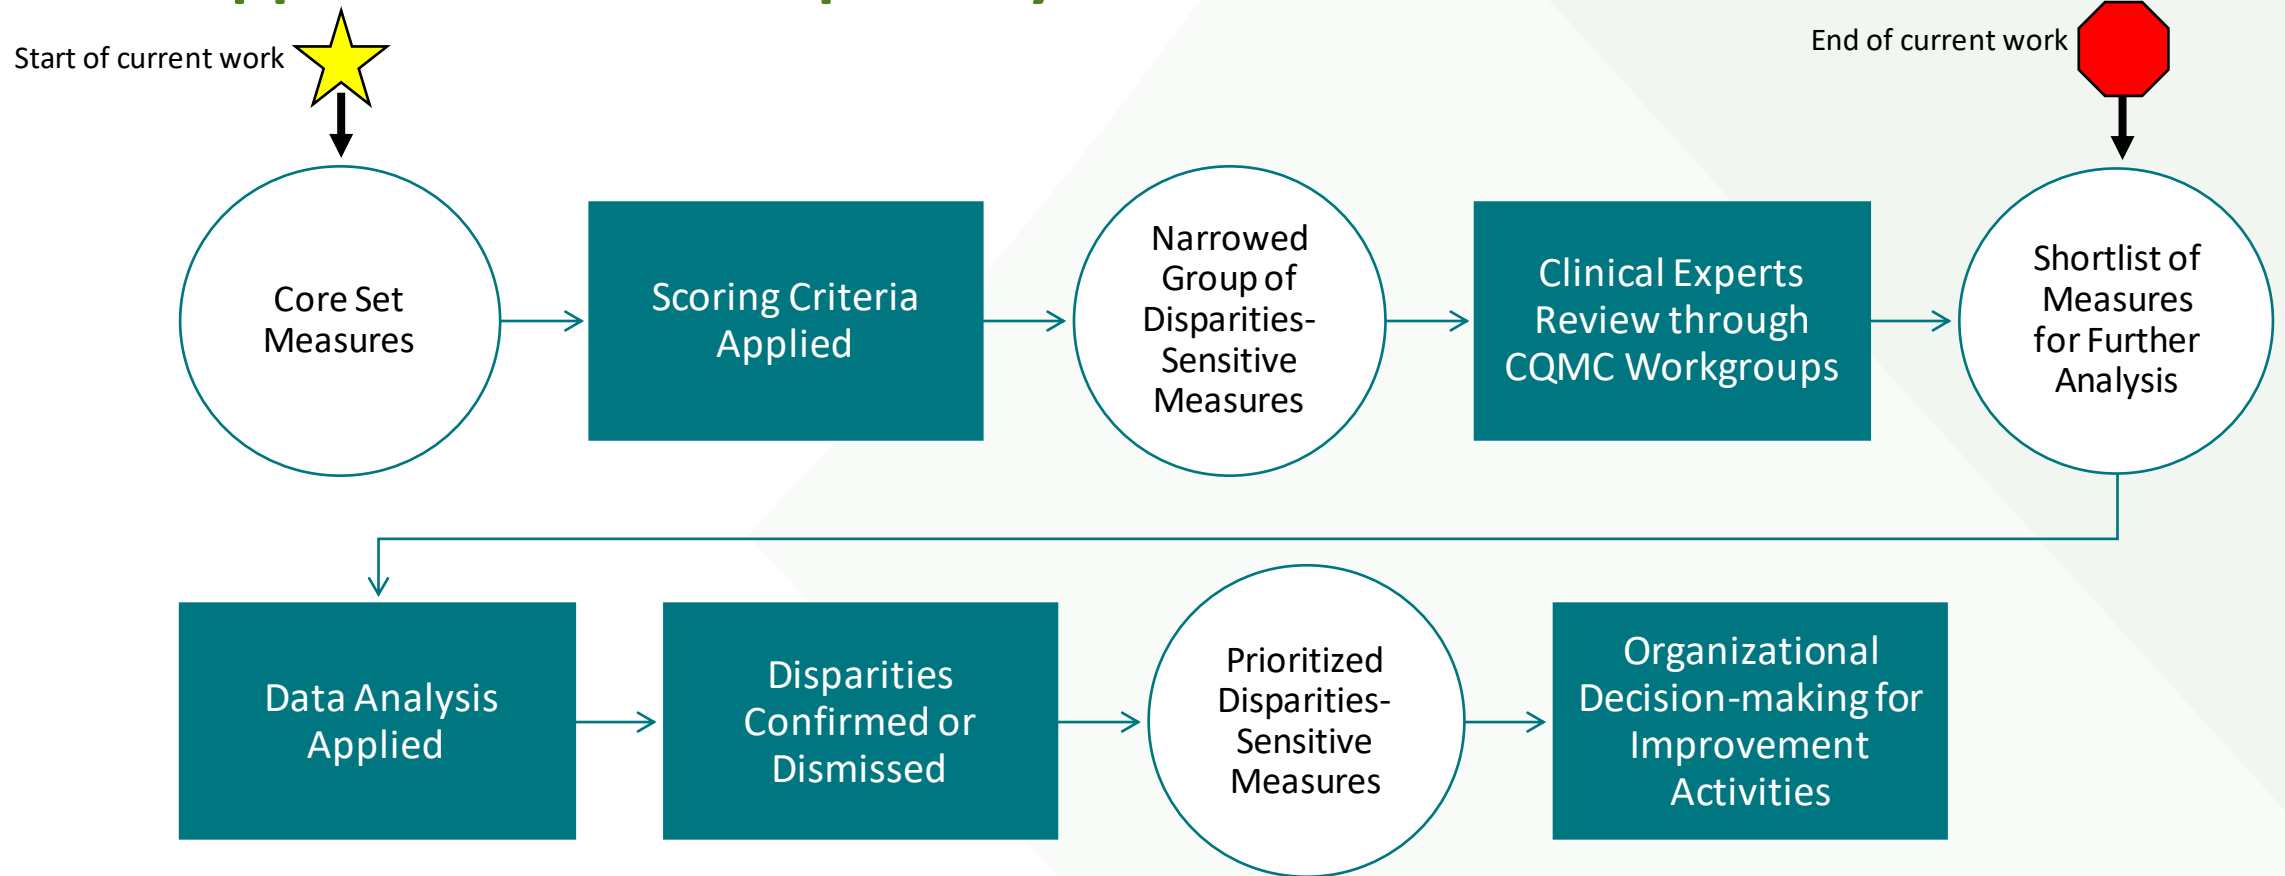 Start of current work
End of current work
Core Set
Measures
Scoring Criteria
Applied
Narrowed
Group of
Disparities-
Sensitive
Measures
Clinical Experts
Review through
CQMC Workgroups
Shortlist of
Measures
for Further
Analysis
Data Analysis
Applied
Disparities
Confirmed or
Dismissed
Prioritized
Disparities-
Sensitive
Measures
Organizational
Decision-making for
Improvement
Activities